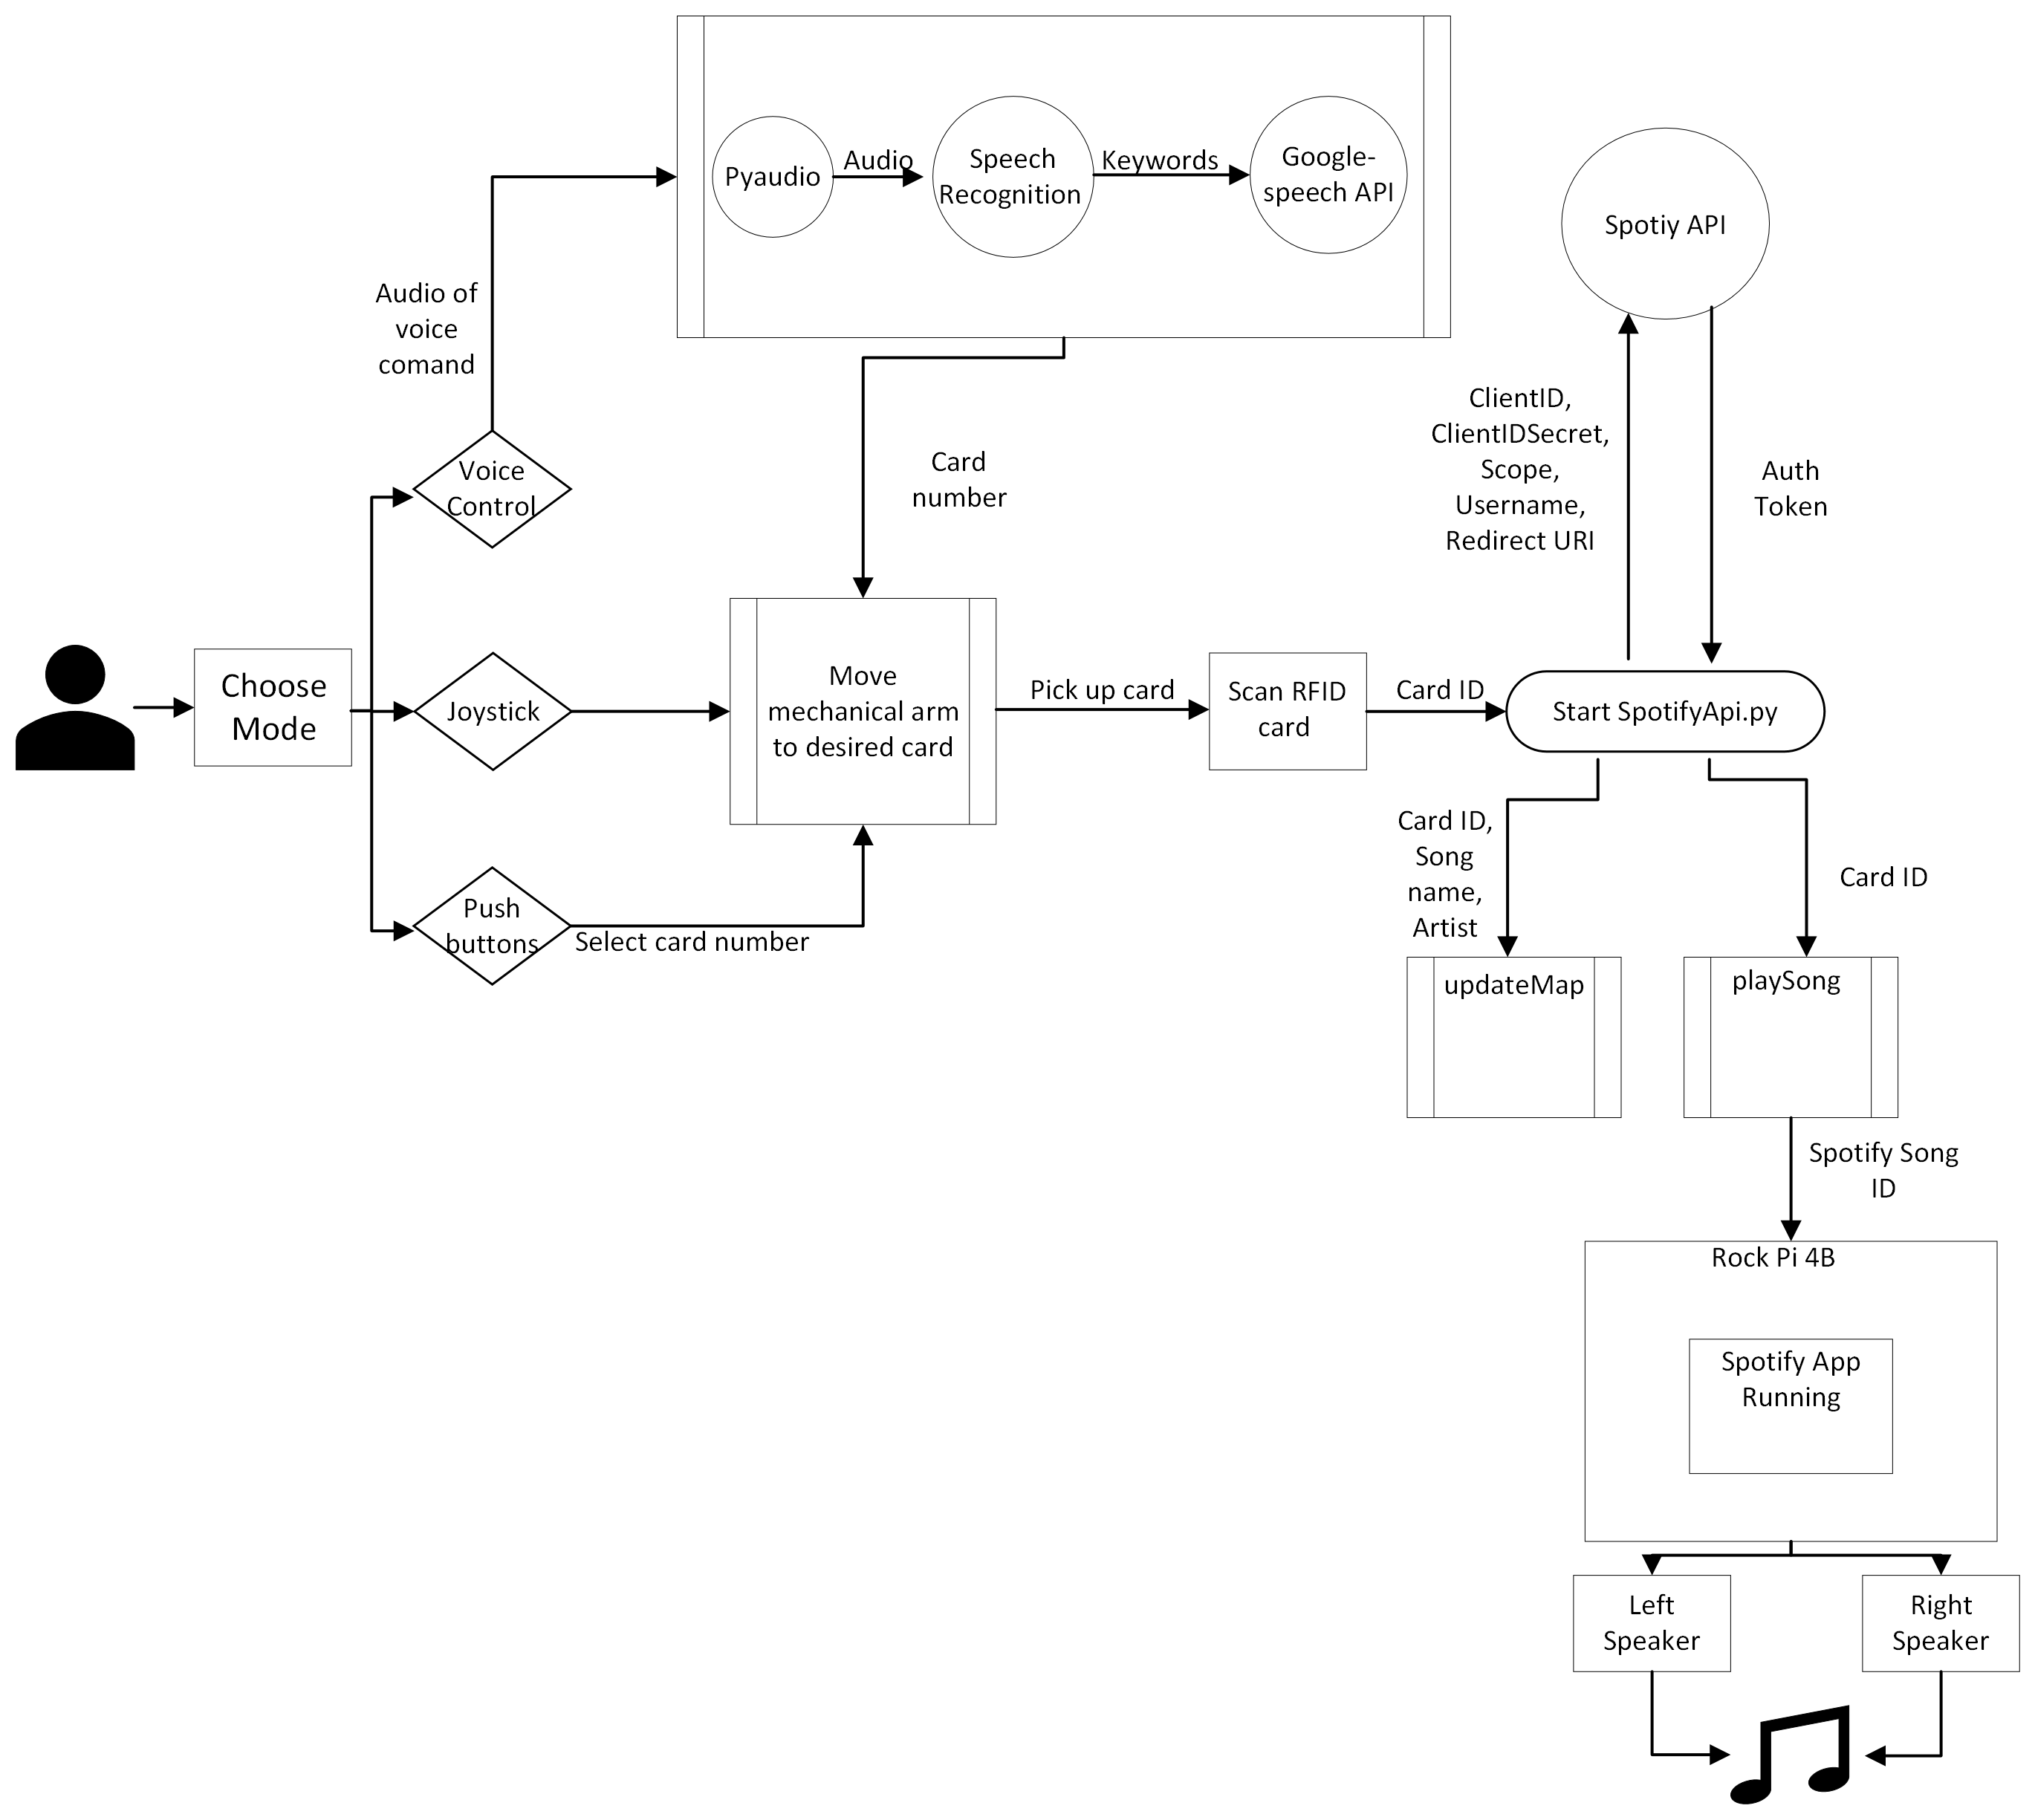 Pyaudio
Audio
Speech
Recognition
Keywords
Google-
speech API
Spotiy API
Audio of
voice
comand
Voice
Control
Card
number
ClientID,
ClientIDSecret,
Scope,
Username,
Redirect URI
Auth
Token
Choose
Mode
Joystick
Move
mechanical arm
to desired card
Pick up card
Scan RFID
card
Card ID
Start SpotifyApi.py
Push
buttons
Select card number
Card ID,
Song
name,
Artist
Card ID
updateMap
playSong
Spotify Song
ID
Rock Pi 4B
Spotify App
Running
Left
Speaker
Right
Speaker